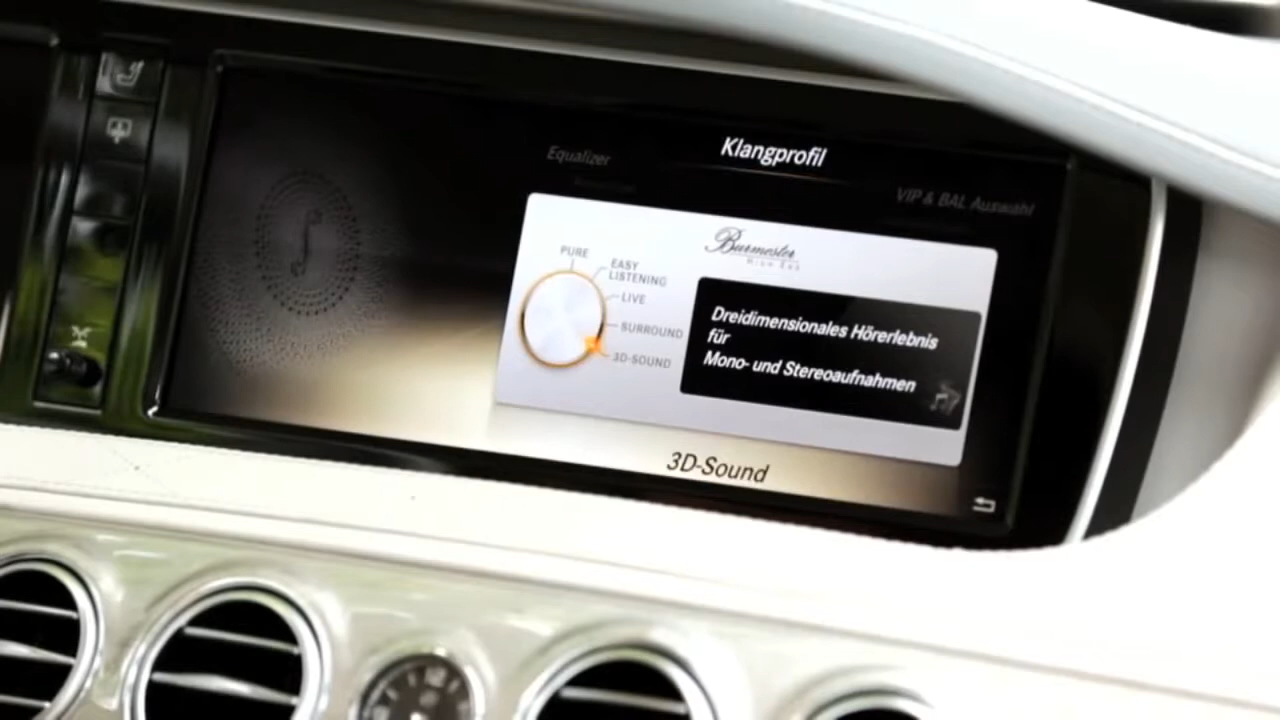 Klangprofil
Equalizer
VIP & BAL Auswahl
Burmester
PURE
EASY
LISTENING
LIVE
SURROUND
3D-SOUND
Dreidimensionales Hörerlebnis
für
Mono- und Stereoaufnahmen
3D-Sound